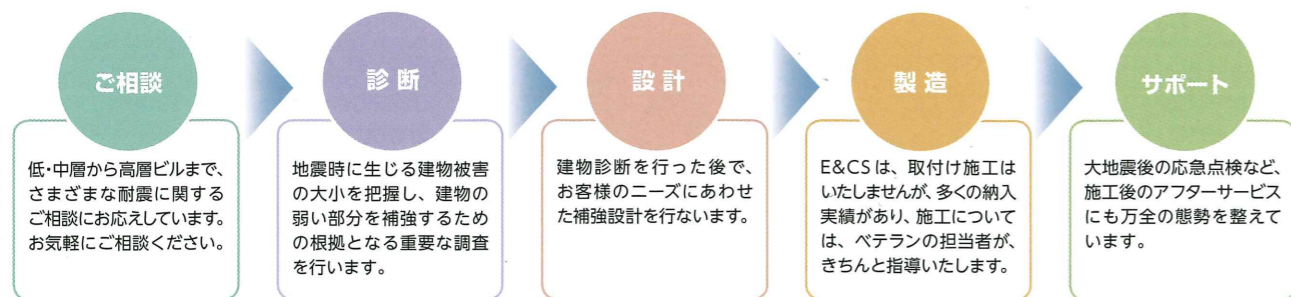 ご相談
低・中層から高層ビルまで、
さまざまな耐震に関する
ご相談にお応えしています。
お気軽にご相談ください。
診断
地震時に生じる建物被害
の大小を把握し、建物の
弱い部分を補強するため
の根拠となる重要な調査
を行います。
設計
建物診断を行った後で、
お客様のニーズにあわせ
た補強設計を行ないます。
製造
E&CSは、取付け施工は
いたしませんが、多くの納入
実績があり、施工について
は、ベテランの担当者が、
きちんと指導いたします。
サポート
大地震後の応急点検など、
施工後のアフターサービス
にも万全の態勢を整えて
います。